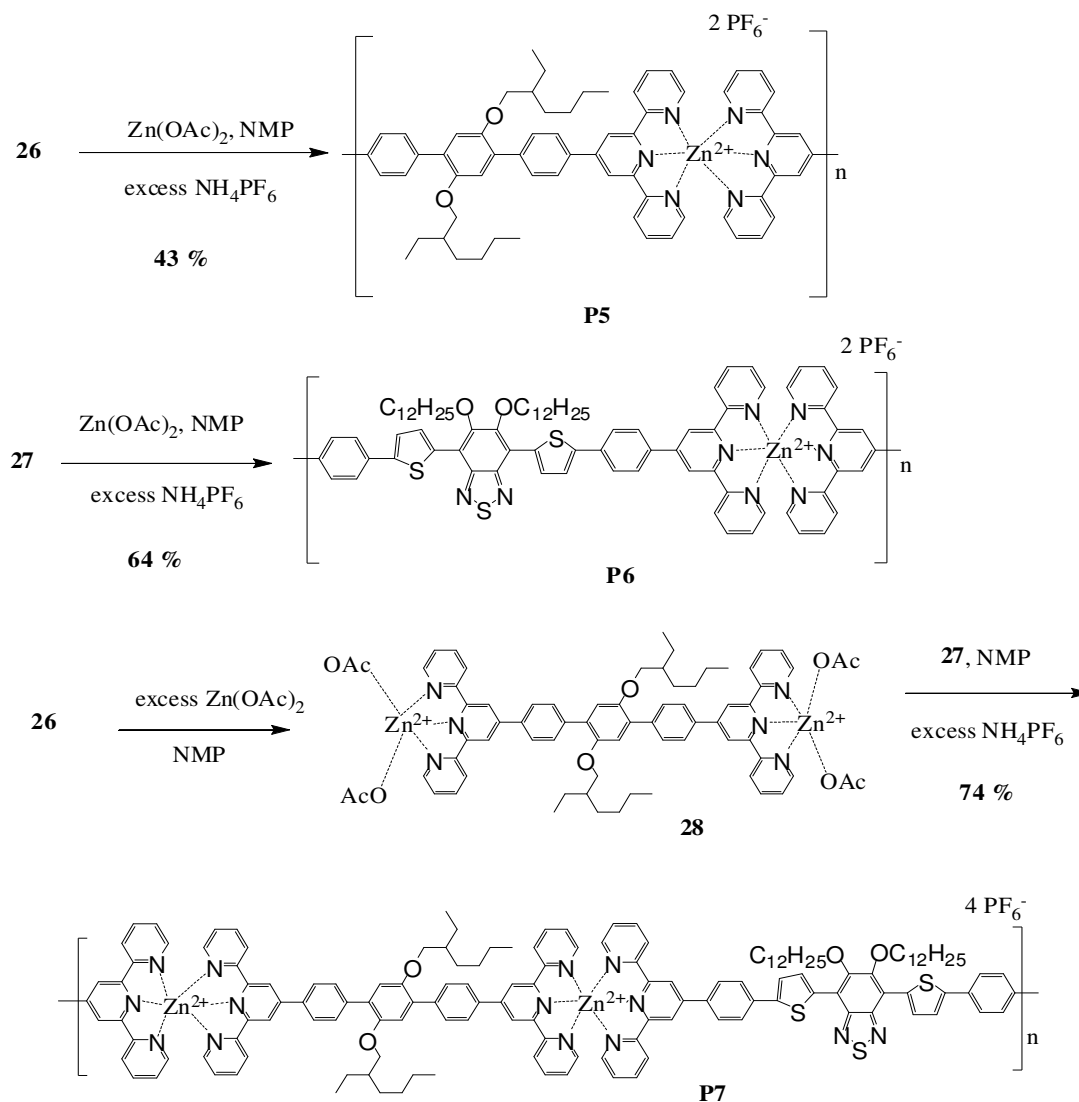 2 PF6-
O
N
N
26
Zn(OAc)2, NMP
N
Zn2+
N
excess NH4PF6
O
N
N
n
43 %
P5
2 PF6-
C12H25O OC12H25
N
N
Zn(OAc)2, NMP
S
27
N
Zn2+
N
n
S
excess NH4PF6
N
N
N
N
S
64 %
P6
OAc
OAc
27, NMP
excess Zn(OAc)2
N
O
N
26
Zn2+
N
N
Zn2+
excess NH4PF6
NMP
N
O
N
AcO
OAc
74 %
28
4 PF6-
C12H25O OC12H25
N
N
O
N
N
S
N
Zn2+
N
N
Zn2+
N
N
N
O
N
N
S
N
N
n
S
P7